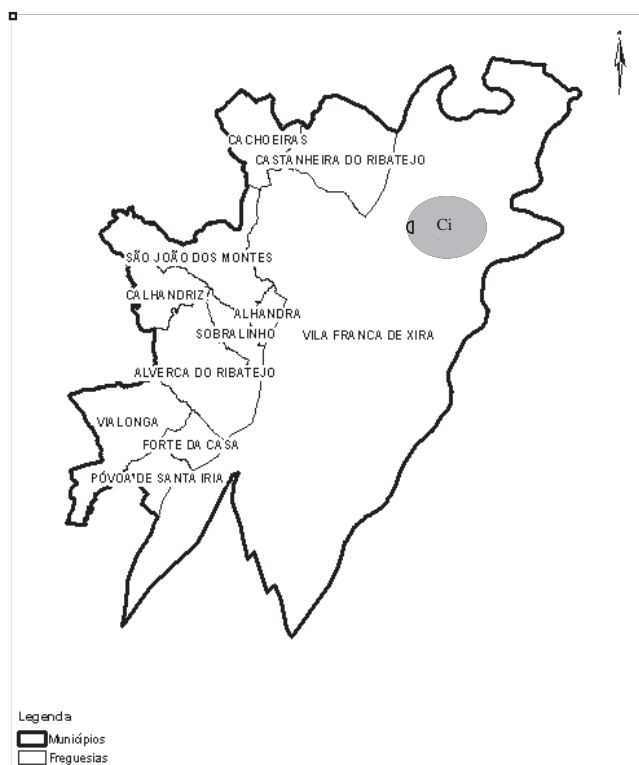 CACHOEIRAS
CASTANHEIRA DO RIBATEJO
Ci
SÃO JOÃO DOS MONTES
CALHANDRIZ
ALHANDRA
SOBRALINHO
VILA FRANCA DE XIRA
ALVERCA DO RIBATEJO
VIALONGA
FORTE DA CASA
PÓVOA DE SANTA IRIA
Legenda
Municípios
Freguesias